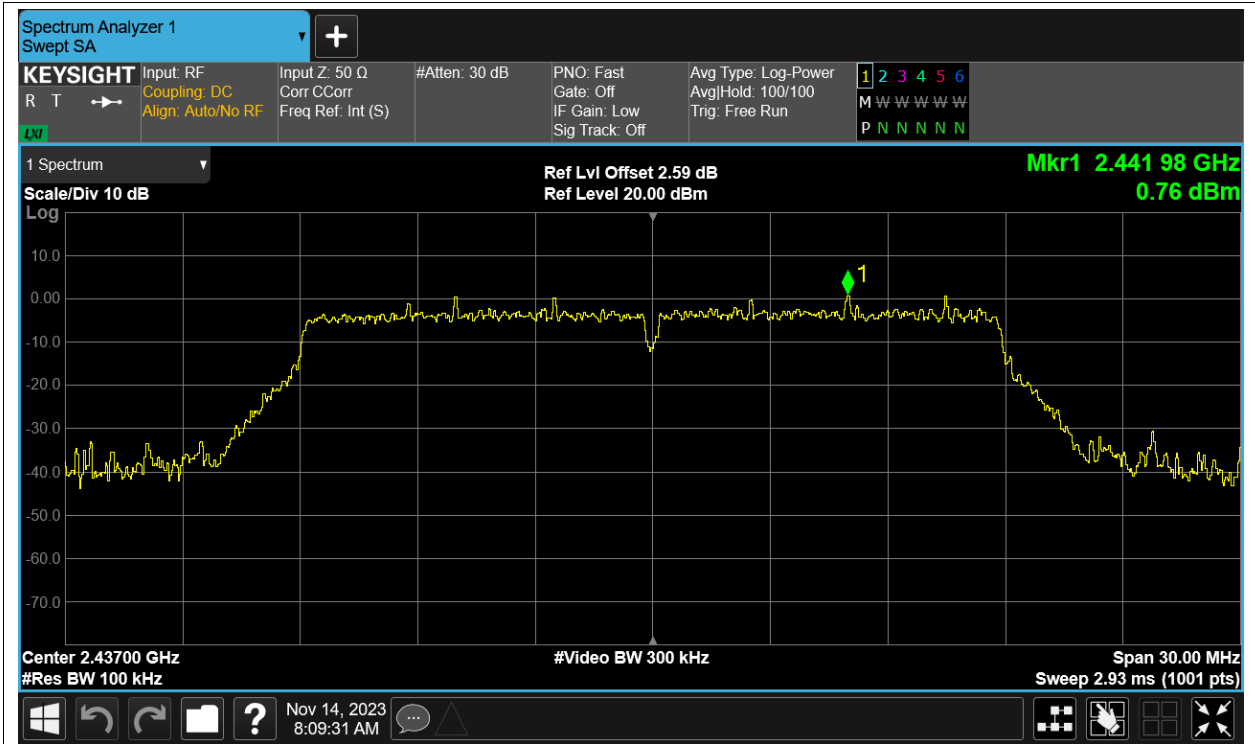 Spectrum Analyzer 1
Swept SA
KEYSIGHT
R T
LXI
Input: RF
Coupling: DC
Align: Auto/No RF
Input Z: 50 Ω
Corr CCorr
Freq Ref: Int (S)
#Atten: 30 dB
PNO: Fast
Gate: Off
IF Gain: Low
Sig Track: Off
Avg Type: Log-Power
Avg|Hold: 100/100
Trig: Free Run
1 2 3 4 5 6
M W W W W W
P N N N N N
1 Spectrum
Scale/Div 10 dB
Log
Ref Lvl Offset 2.59 dB
Ref Level 20.00 dBm
Mkr1 2.441 98 GHz
0.76 dBm
10.0
0.00
-10.0
-20.0
-30.0
-40.0
-50.0
-60.0
-70.0
1
Center 2.43700 GHz
#Res BW 100 kHz
#Video BW 300 kHz
Span 30.00 MHz
Sweep 2.93 ms (1001 pts)
?
Nov 14, 2023
8:09:31 AM